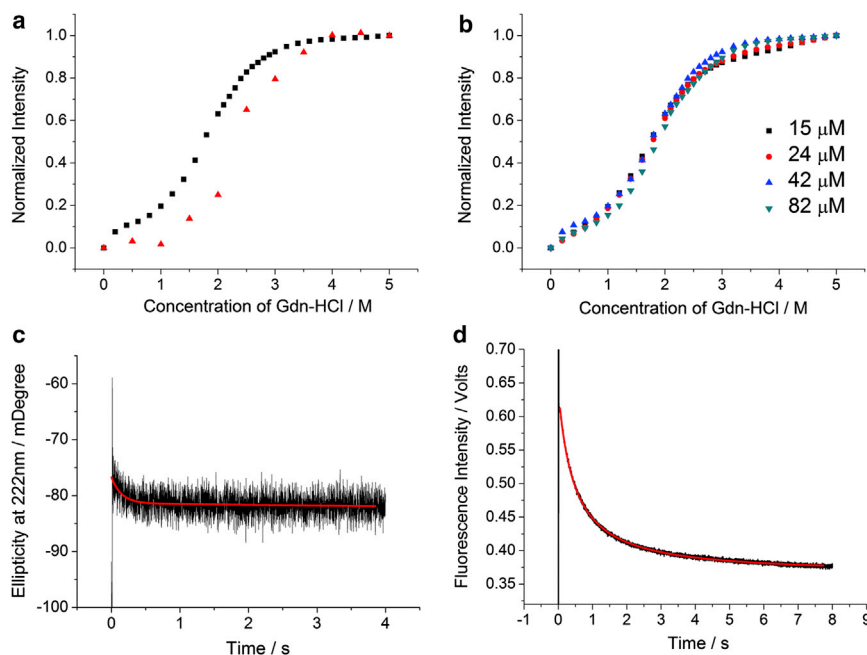 a
1.0
0.8
0.6
0.4
0.2
0.0
Normalized Intensity
0 1 2 3 4 5
Concentration of Gdn-HCl / M
b
1.0
0.8
0.6
0.4
0.2
0.0
Normalized Intensity
15 μM
24 μM
42 μM
82 μM
0 1 2 3 4 5
Concentration of Gdn-HCl / M
c
-60
-70
-80
-90
-100
Ellipticity at 222nm / mDegree
0 1 2 3 4
Time / s
d
0.70
0.65
0.60
0.55
0.50
0.45
0.40
0.35
Fluorescence Intensity / Volts
-1 0 1 2 3 4 5 6 7 8 9
Time / s